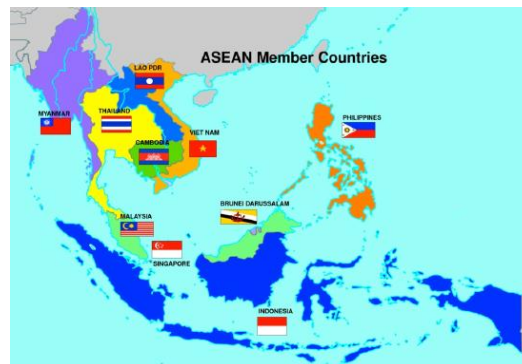 ASEAN Member Countries
LAO PDR
MYANMAR
THAILAND
PHILIPPINES
VIET NAM
CAMBODIA
BRUNEI DARUSSALAM
MALAYSIA
SINGAPORE
INDONESIA